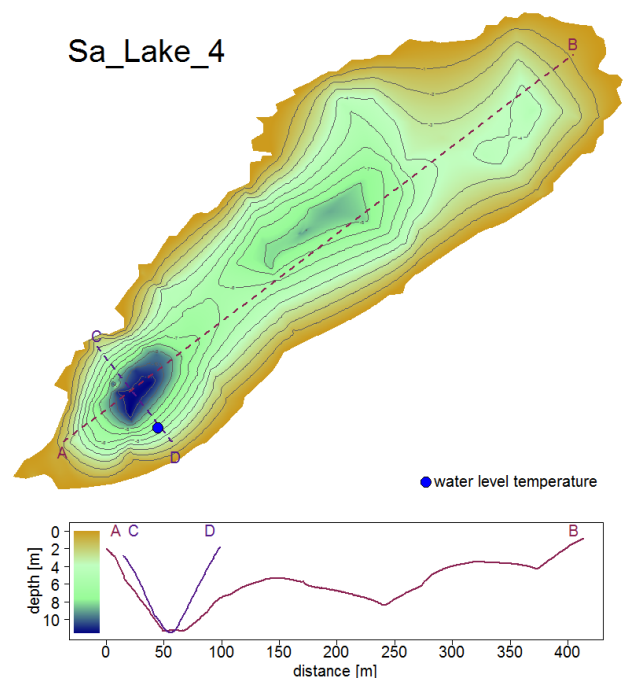 Sa_Lake_4
B
C
A
D
water level temperature
A C D B
0
2
4
6
8
10
depth [m]
0 50 100 150 200 250 300 350 400
distance [m]